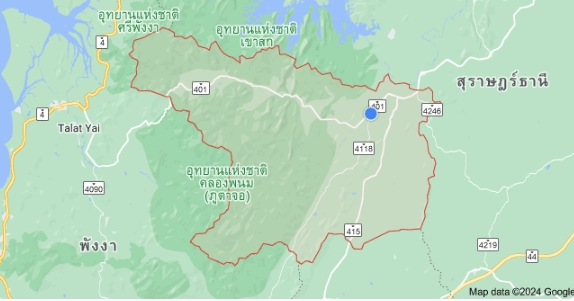 อุทยานแห่งชาติ
ศรีพังงา
อุทยานแห่งชาติ
เขาสก
4
401
401
สุราษฎร์ธานี
4
4246
Talat Yai
4118
อุทยานแห่งชาติ
คลองพนม
(ภูตาจอ)
4090
415
พังงา
4219
44
Map data ©2024 Google